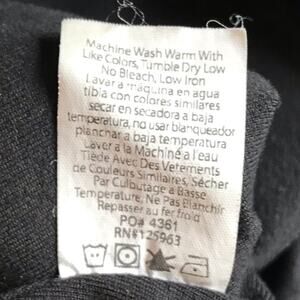 Machine Wash Warm With
Like Colors, Tumble Dry Low
No Bleach, Low Iron
Lavar a maquina en agua
tibia con colores similares
secar en secadora a baja
temperatura, no usar blanqueador
planchar a baja temperatura
Laver a la Machine à l'eau
Tiède Avec Des Vetements
de Couleurs Similaires, Sécher
Par Culbutage a Basse
Temperature, Ne Pas Blanchir
Repasser au fer froid
PO# 4361
RN#125963